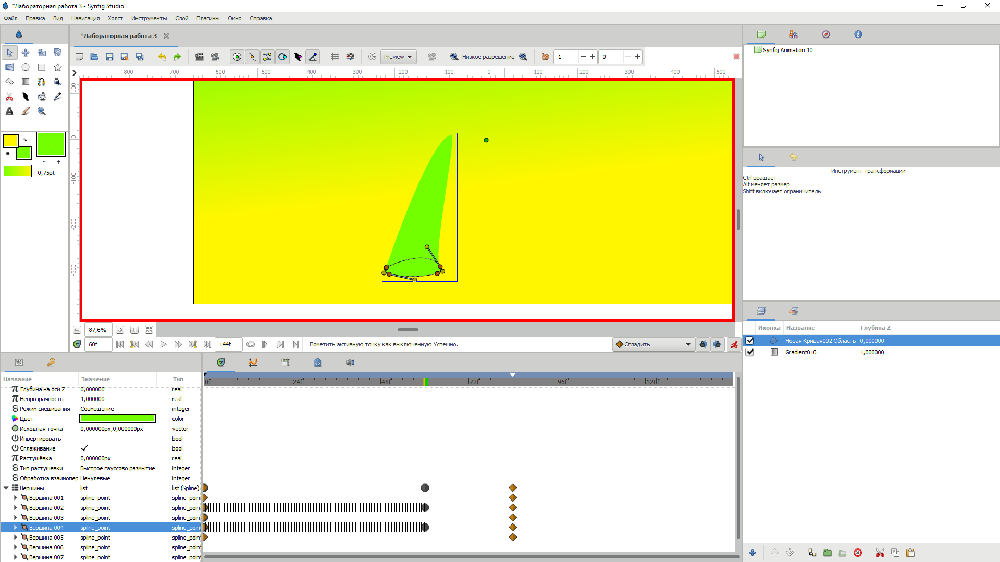 *Лабораторная работа 3 - Synfig Studio
Файл Правка Вид Навигация Холст Инструменты Слой Плагины Окно Справка
*Лабораторная работа 3
Preview Низкое разрешение 1 0
-800 -700 -600 -500 -400 -300 -200 -100 0 100 200 300 400 500
100
0
-100
-200
-300
- +
0,75pt
87,6%
60f 144f Пометить активную точку как выключенную Успешно. Сгладить
Synfig Animation 10
Инструмент трансформации
Ctrl вращает
Alt меняет размер
Shift включает ограничитель
Иконка Название Глубина Z
Новая Кривая002 Область 0,000000
Gradient010 1,000000
Название Значение Тип
0f 24f 48f 72f 96f 120f
Глубина на оси Z 0,000000 real
Непрозрачность 1,000000 real
Режим смешивания Совмещение integer
Цвет color
Исходная точка 0,000000px,0,000000px vector
Инвертировать bool
Сглаживание bool
Растушёвка 0,000000px real
Тип растушевки Быстрое гауссово размытие integer
Обработка взаимопер Ненулевые integer
Вершины list list (Spline)
Вершина 001 spline_point spline_poin
Вершина 002 spline_point spline_poin
Вершина 003 spline_point spline_poin
Вершина 004 spline_point spline_poin
Вершина 005 spline_point spline_poin
Вершина 006 spline_point spline_poin
Вершина 007 spline_point spline_poin